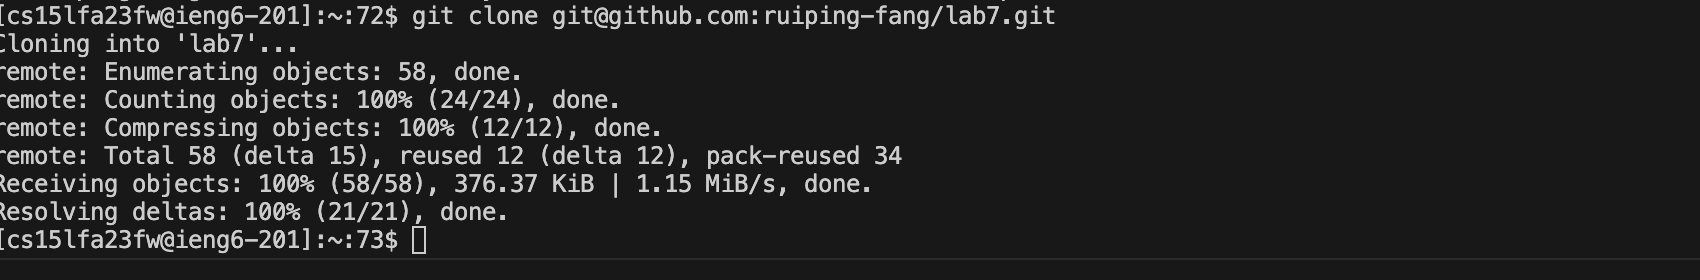 [cs15lfa23fw@ieng6-201]:~:72$ git clone git@github.com:ruiping-fang/lab7.git
Cloning into 'lab7'...
remote: Enumerating objects: 58, done.
remote: Counting objects: 100% (24/24), done.
remote: Compressing objects: 100% (12/12), done.
remote: Total 58 (delta 15), reused 12 (delta 12), pack-reused 34
Receiving objects: 100% (58/58), 376.37 KiB | 1.15 MiB/s, done.
Resolving deltas: 100% (21/21), done.
[cs15lfa23fw@ieng6-201]:~:73$